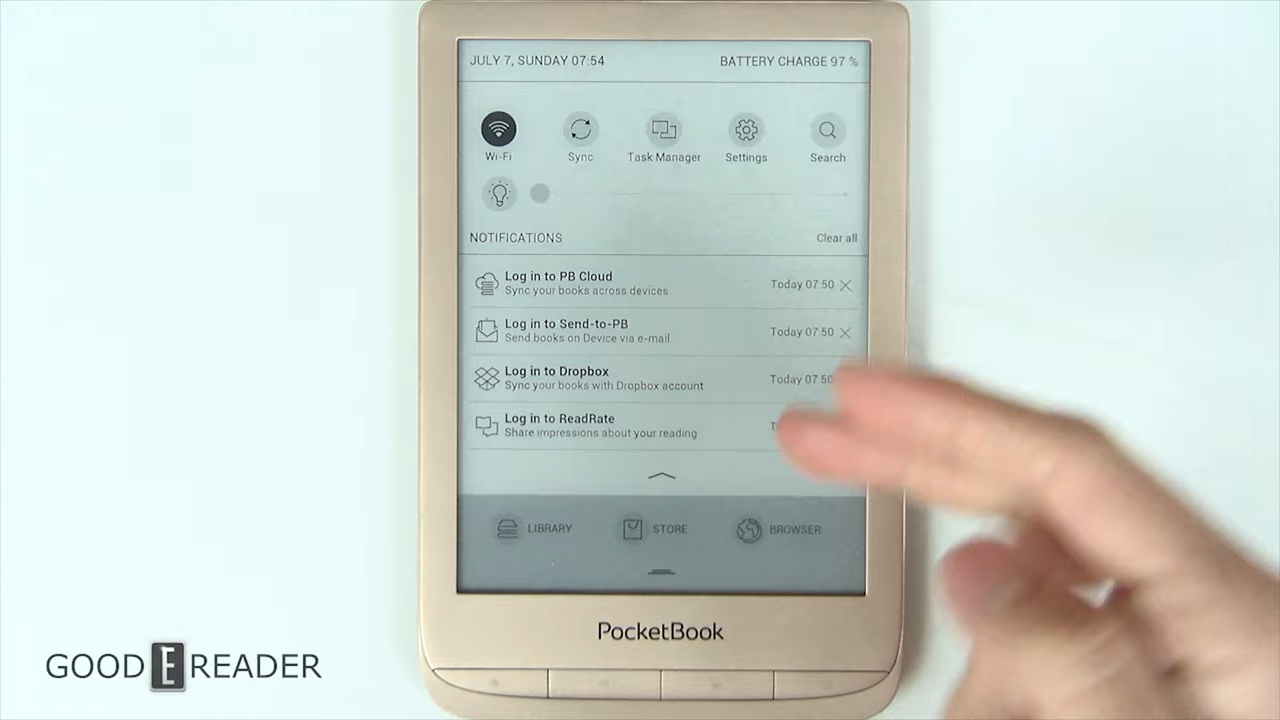 JULY 7, SUNDAY 07:54 BATTERY CHARGE 97 %
Wi-Fi Sync Task Manager Settings Search
NOTIFICATIONS Clear all
Log in to PB Cloud
Sync your books across devices
Today 07:50
Log in to Send-to-PB
Send books on Device via e-mail
Today 07:50
Log in to Dropbox
Sync your books with Dropbox account
Today 07:50
Log in to ReadRate
Share impressions about your reading
LIBRARY STORE BROWSER
PocketBook
GOOD E READER